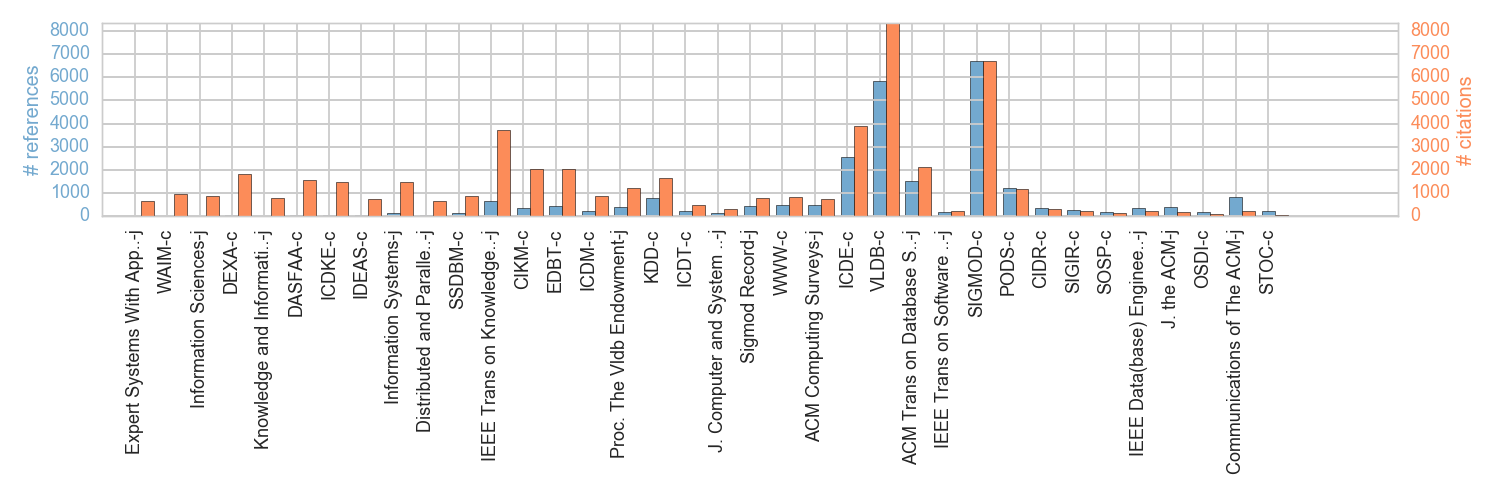 8000
7000
6000
5000
4000
3000
2000
1000
0
# references
8000
7000
6000
5000
4000
3000
2000
1000
0
# citations
Expert Systems With App..-j
WAIM-c
Information Sciences-j
DEXA-c
Knowledge and Informati..-j
DASFAA-c
ICDKE-c
IDEAS-c
Information Systems-j
Distributed and Paralle..-j
SSDBM-c
IEEE Trans on Knowledge..-j
CIKM-c
EDBT-c
ICDM-c
Proc. The Vldb Endowment-j
KDD-c
ICDT-c
J. Computer and System ..-j
Sigmod Record-j
WWW-c
ACM Computing Surveys-j
ICDE-c
VLDB-c
ACM Trans on Database S..-j
IEEE Trans on Software ..-j
SIGMOD-c
PODS-c
CIDR-c
SIGIR-c
SOSP-c
IEEE Data(base) Enginee..-j
J. the ACM-j
OSDI-c
Communications of The ACM-j
STOC-c